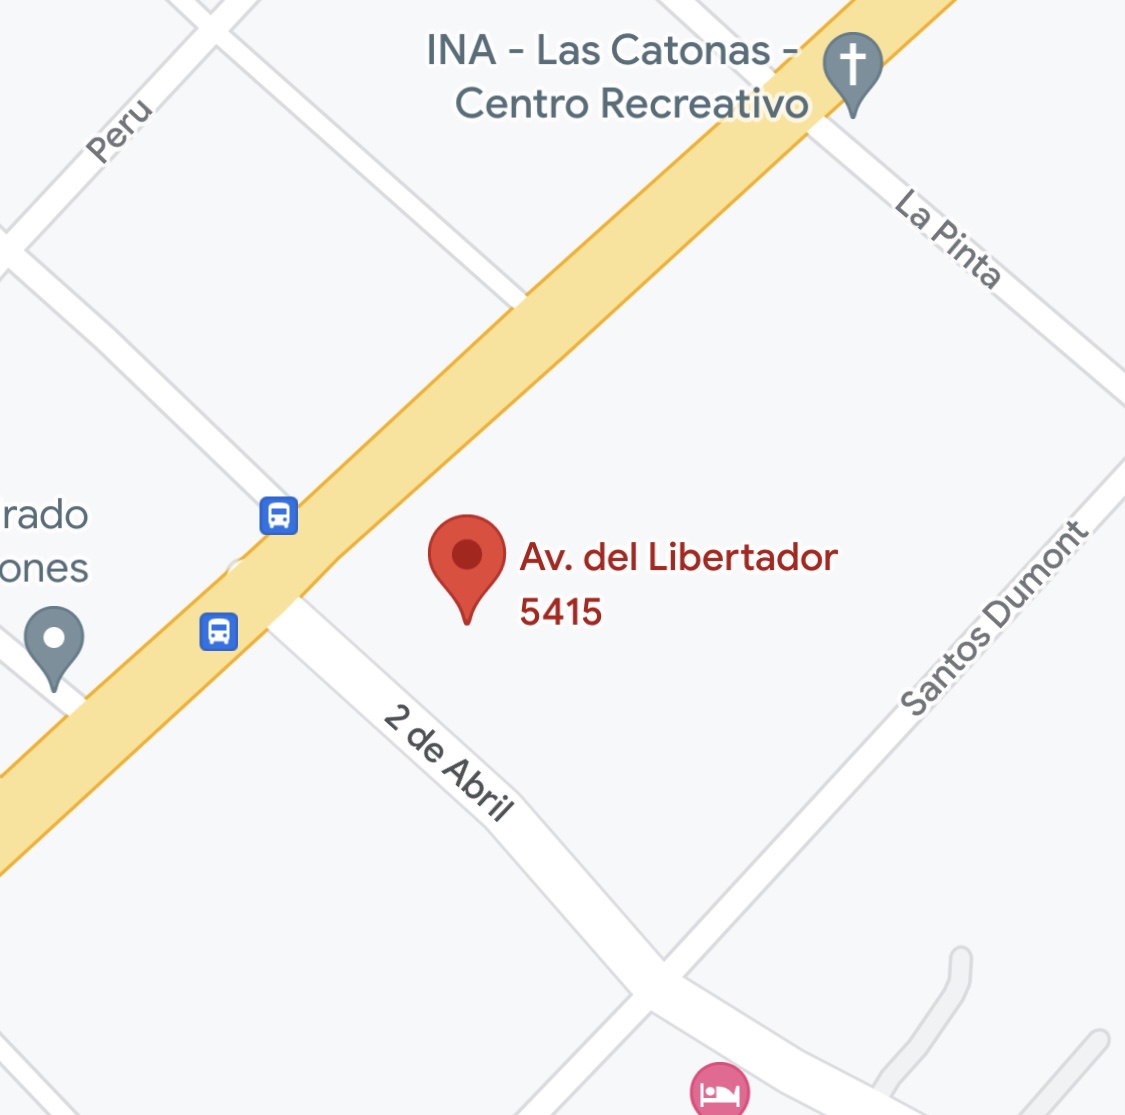 INA - Las Catonas -
Centro Recreativo
Peru
La Pinta
rado
ones
Av. del Libertador
5415
Santos Dumont
2 de Abril